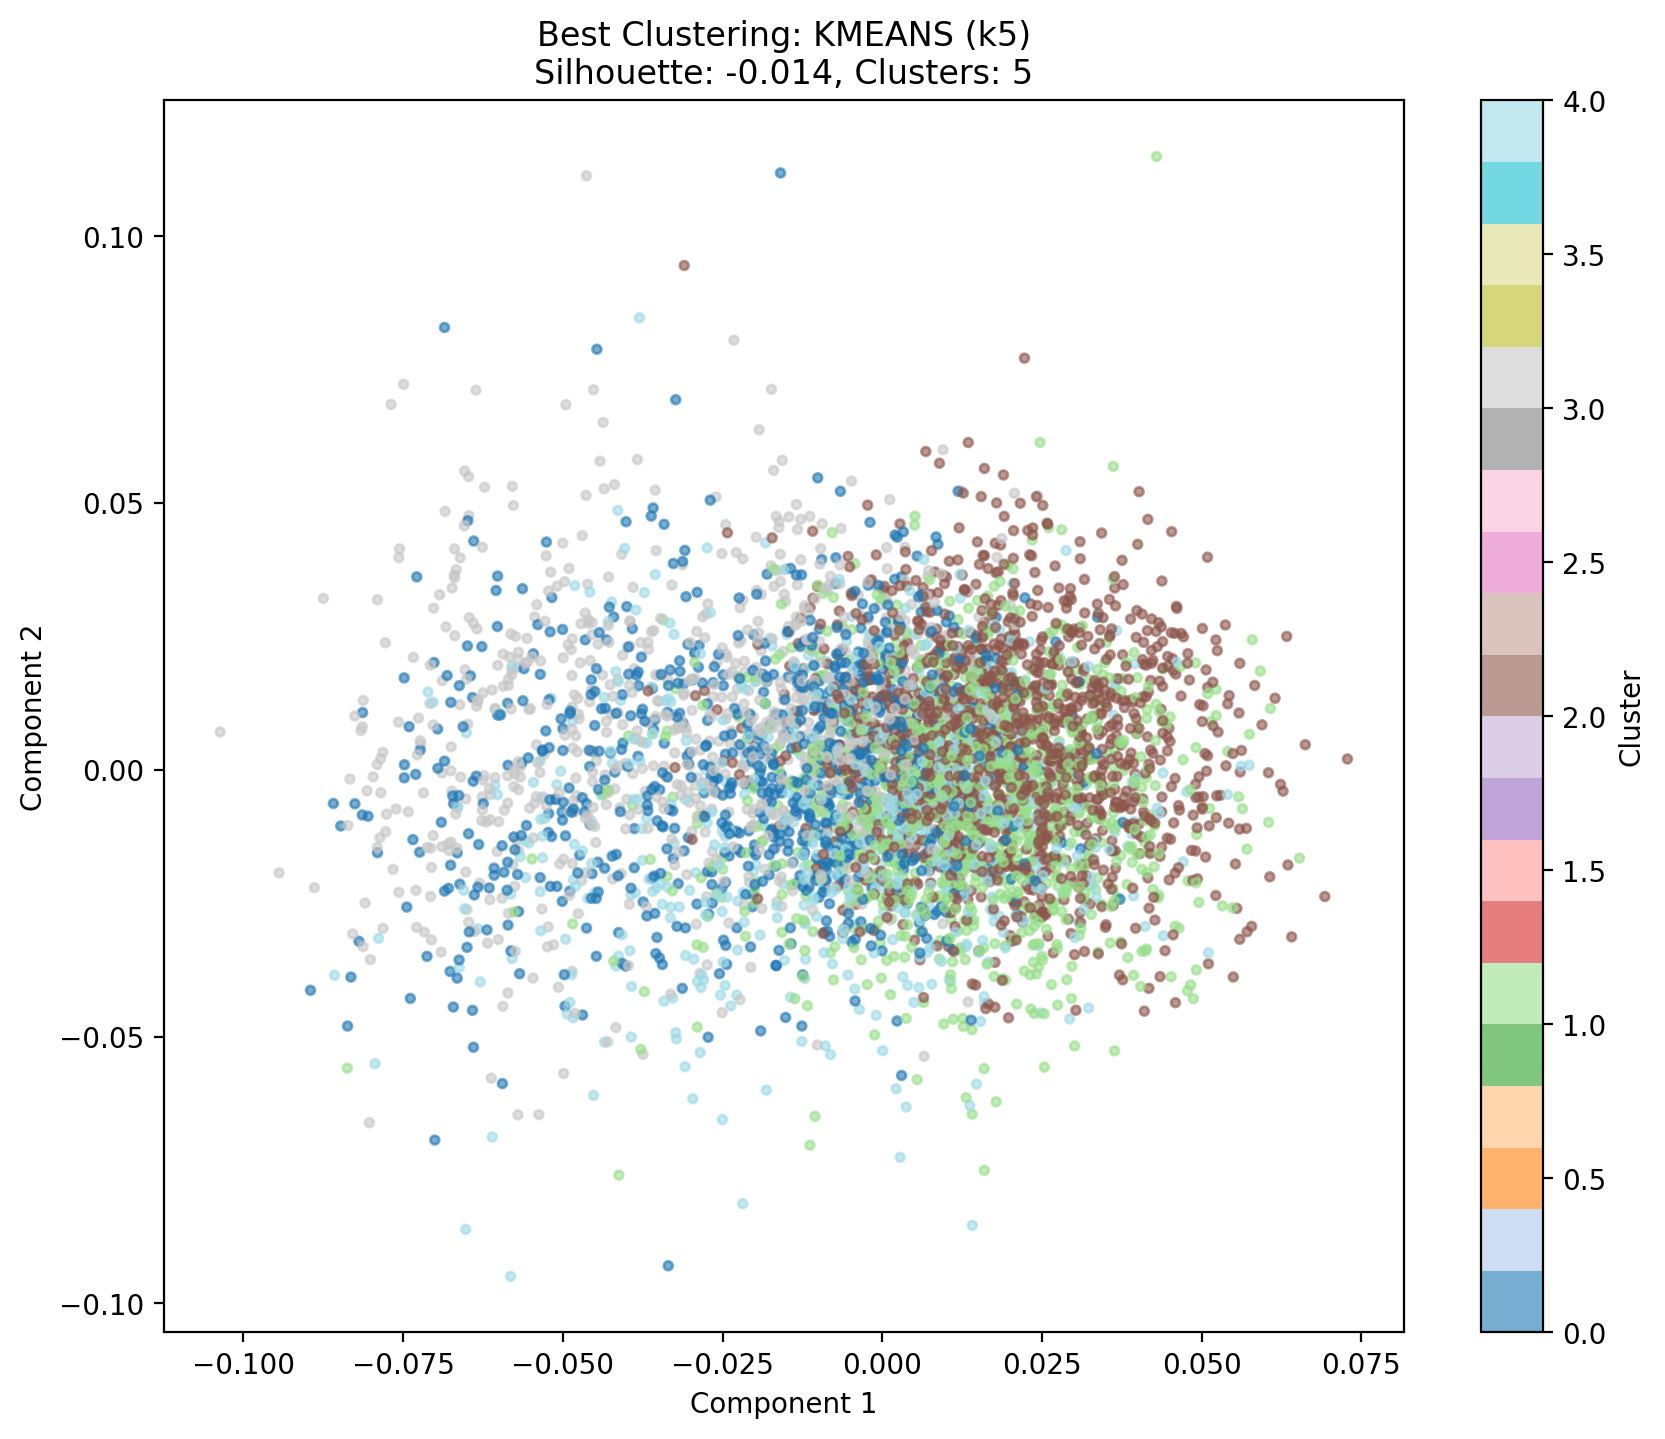 Best Clustering: KMEANS (k5)
Silhouette: -0.014, Clusters: 5
0.10
0.05
0.00
−0.05
−0.10
Component 2
−0.100 −0.075 −0.050 −0.025 0.000 0.025 0.050 0.075
Component 1
4.0
3.5
3.0
2.5
2.0
1.5
1.0
0.5
0.0
Cluster